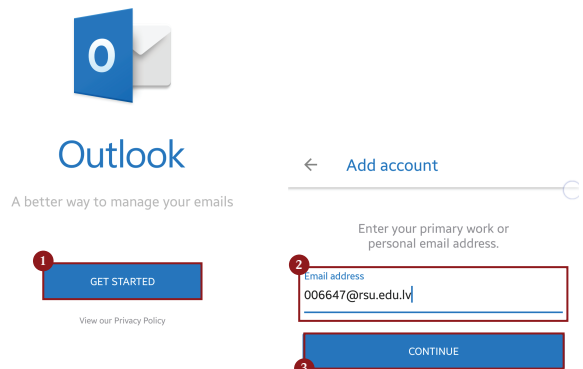 O
Outlook
A better way to manage your emails
1
GET STARTED
View our Privacy Policy
Add account
Enter your primary work or
personal email address.
2
Email address
006647@rsu.edu.lv
CONTINUE
3